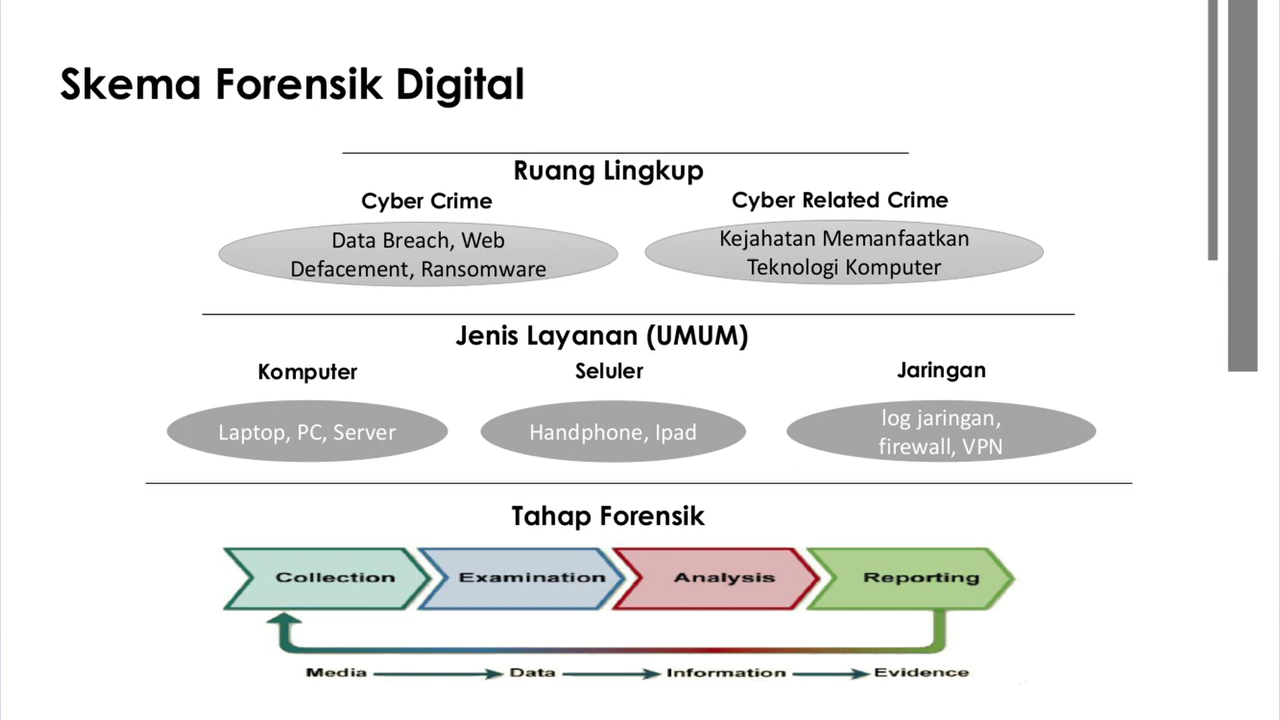 Skema Forensik Digital
Ruang Lingkup
Cyber Crime
Cyber Related Crime
Data Breach, Web
Defacement, Ransomware
Kejahatan Memanfaatkan
Teknologi Komputer
Jenis Layanan (UMUM)
Komputer
Seluler
Jaringan
Laptop, PC, Server
Handphone, Ipad
log jaringan,
firewall, VPN
Tahap Forensik
Collection
Examination
Analysis
Reporting
Media
Data
Information
Evidence